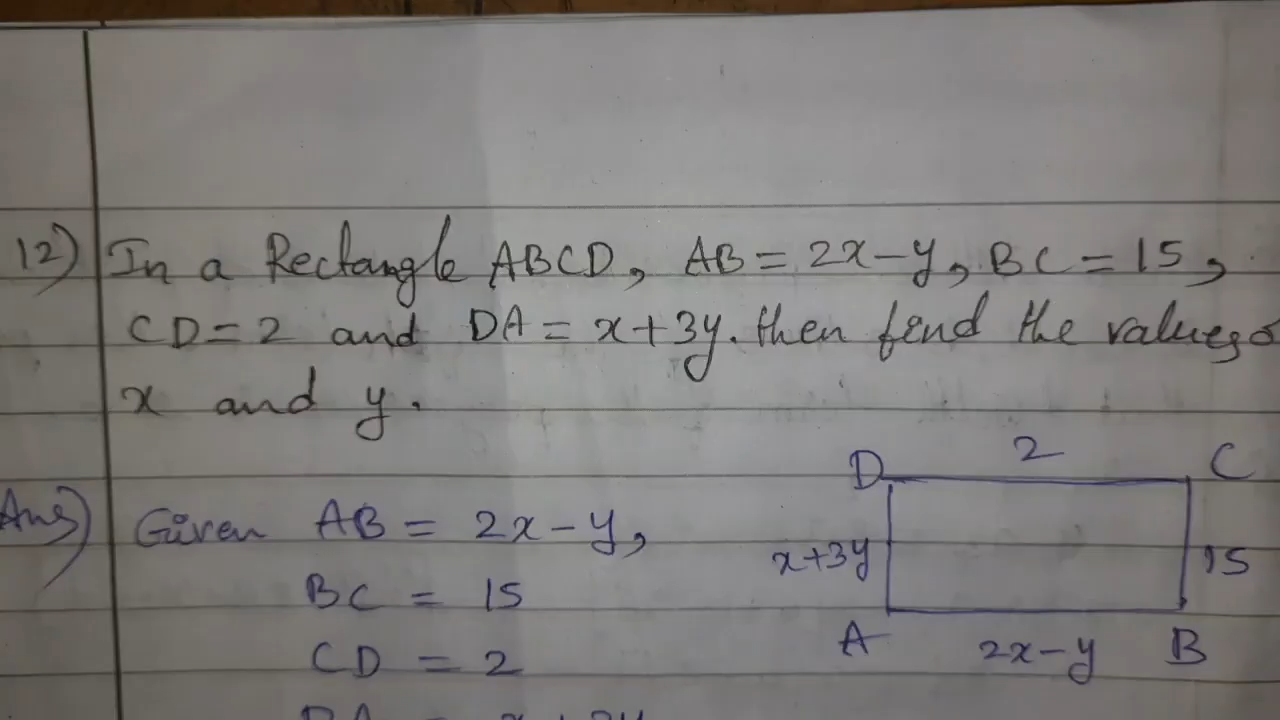 12) In a Rectangle ABCD, AB = 2x-y, BC = 15,
CD = 2 and DA = x+3y. then find the values
x and y.
Ans) Given AB = 2x-y,
BC = 15
CD = 2
D 2 C
x+3y 15
A 2x-y B